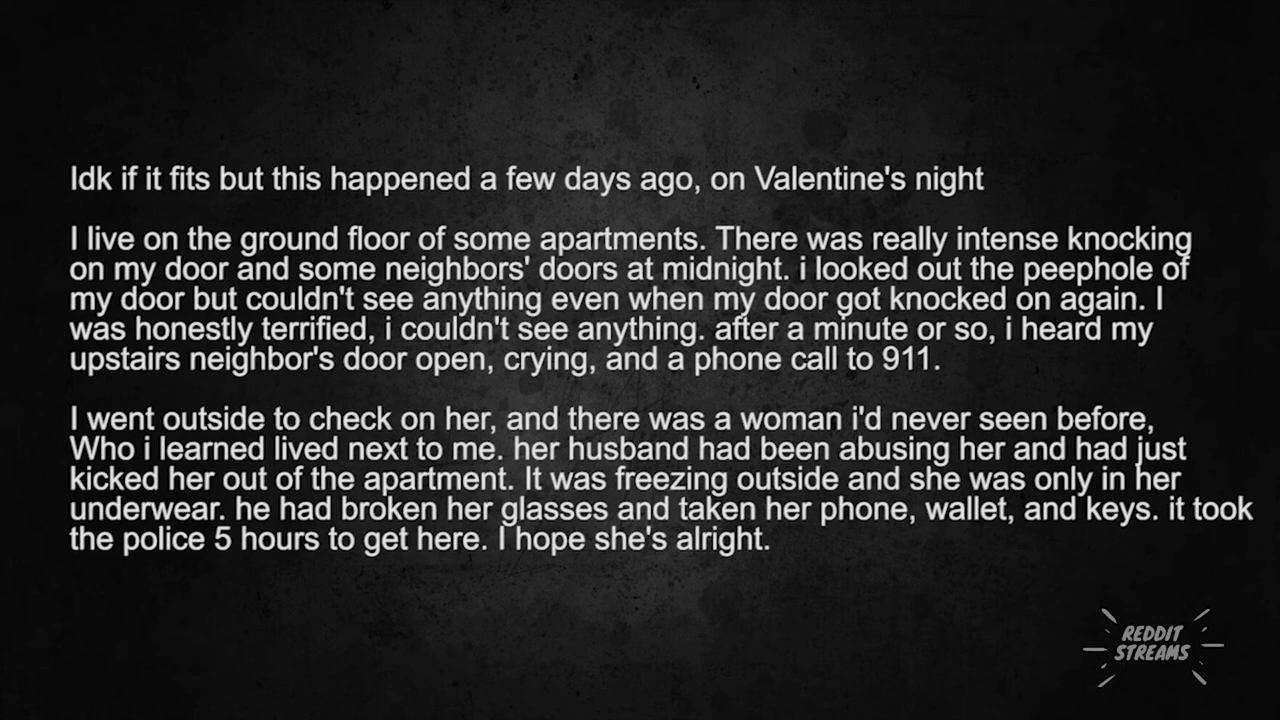 Idk if it fits but this happened a few days ago, on Valentine's night
I live on the ground floor of some apartments. There was really intense knocking
on my door and some neighbors' doors at midnight. i looked out the peephole of
my door but couldn't see anything even when my door got knocked on again. I
was honestly terrified, i couldn't see anything. after a minute or so, i heard my
upstairs neighbor's door open, crying, and a phone call to 911.
I went outside to check on her, and there was a woman i'd never seen before,
Who i learned lived next to me. her husband had been abusing her and had just
kicked her out of the apartment. It was freezing outside and she was only in her
underwear. he had broken her glasses and taken her phone, wallet, and keys. it took
the police 5 hours to get here. I hope she's alright.
REDDIT
STREAMS